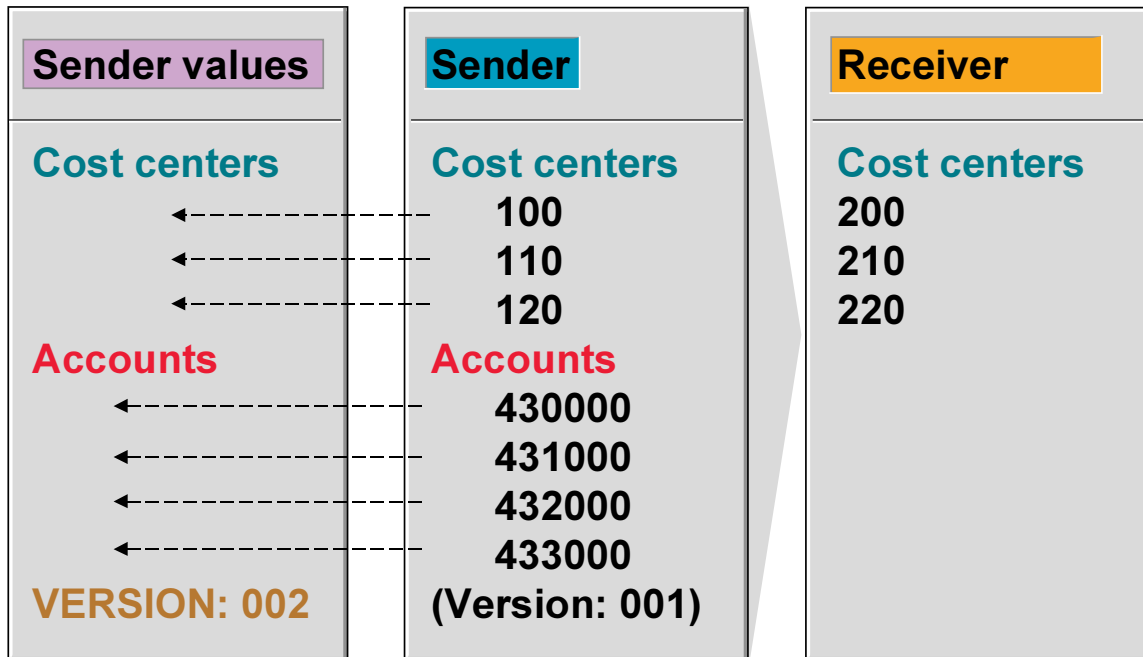 Sender values
Cost centers
Accounts
VERSION: 002
Sender
Cost centers
100
110
120
Accounts
430000
431000
432000
433000
(Version: 001)
Receiver
Cost centers
200
210
220